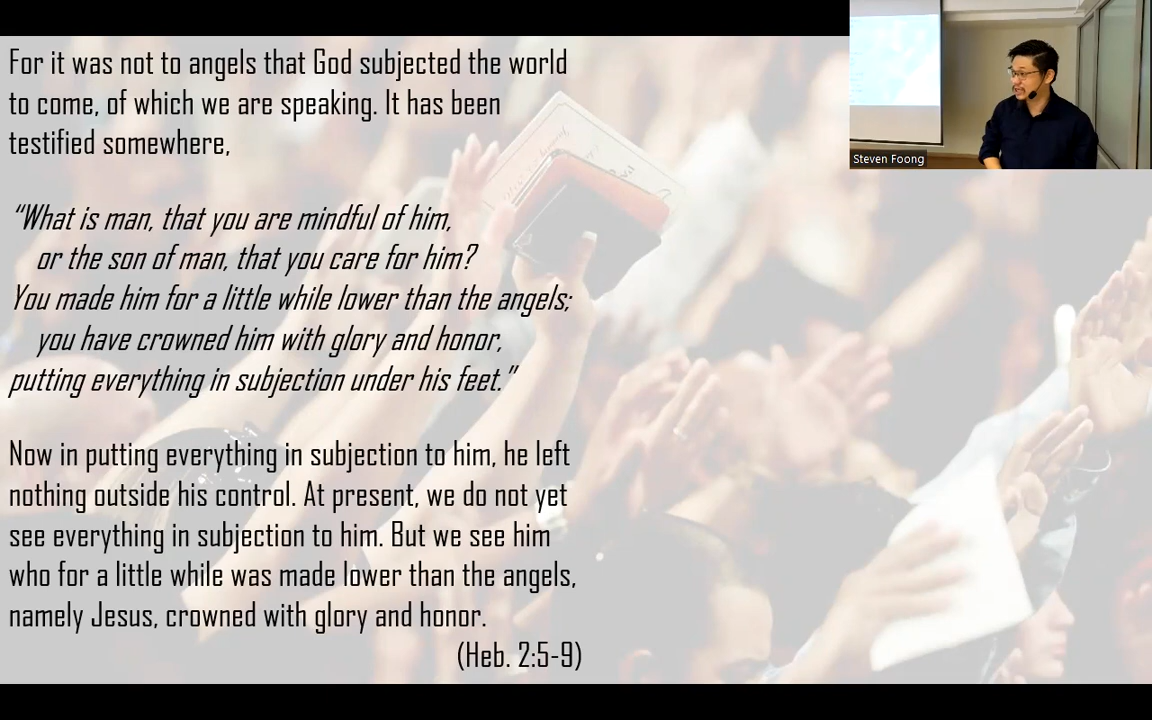 For it was not to angels that God subjected the world
to come, of which we are speaking. It has been
testified somewhere,
“What is man, that you are mindful of him,
or the son of man, that you care for him?
You made him for a little while lower than the angels;
you have crowned him with glory and honor,
putting everything in subjection under his feet.”
Now in putting everything in subjection to him, he left
nothing outside his control. At present, we do not yet
see everything in subjection to him. But we see him
who for a little while was made lower than the angels,
namely Jesus, crowned with glory and honor.
(Heb. 2:5-9)
Steven Foong